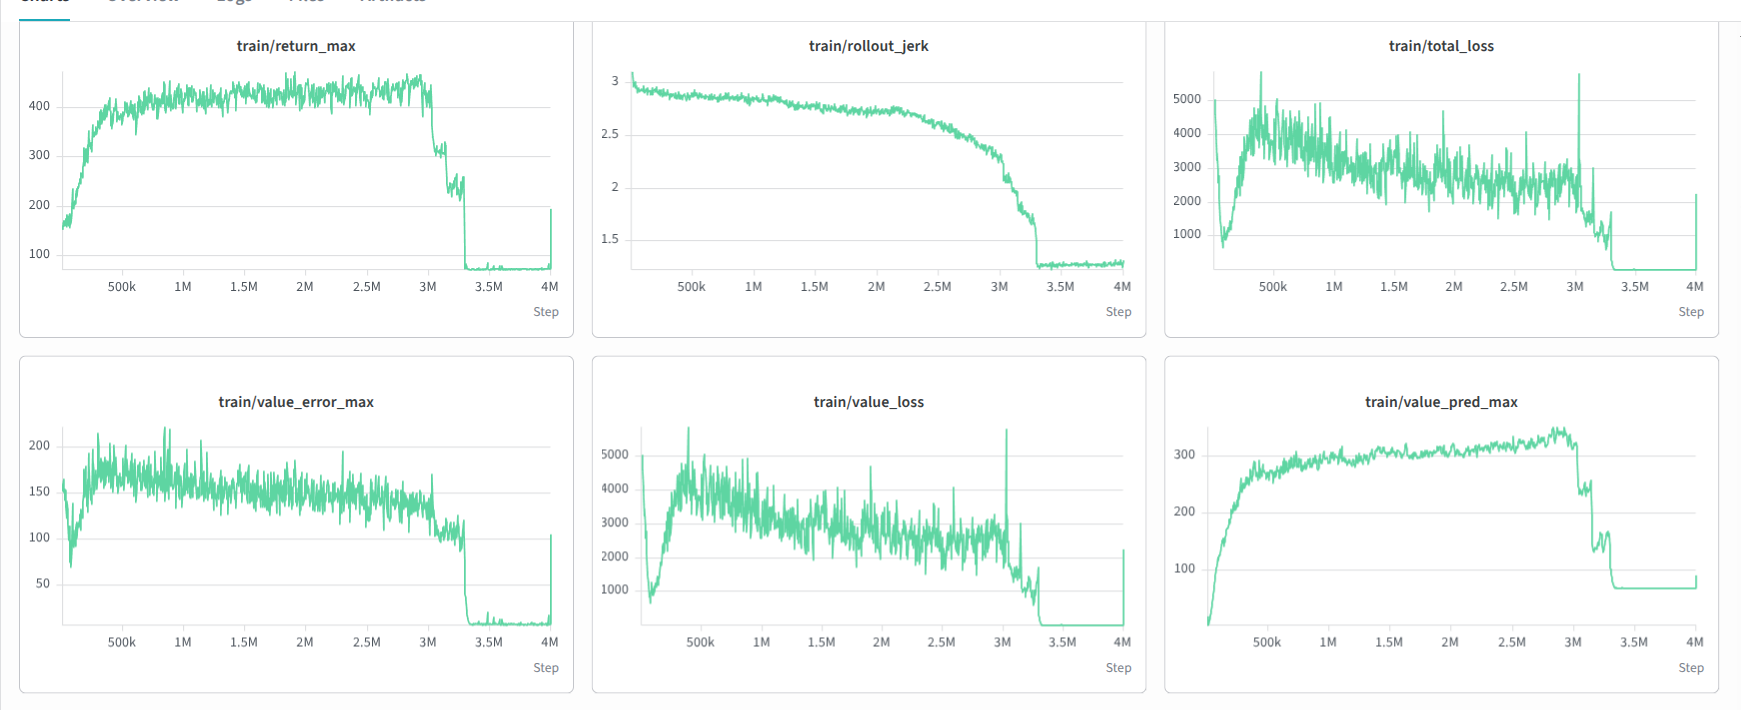 train/return_max
400
300
200
100
500k 1M 1.5M 2M 2.5M 3M 3.5M 4M
Step
train/rollout_jerk
3
2.5
2
1.5
500k 1M 1.5M 2M 2.5M 3M 3.5M 4M
Step
train/total_loss
5000
4000
3000
2000
1000
500k 1M 1.5M 2M 2.5M 3M 3.5M 4M
Step
train/value_error_max
200
150
100
50
500k 1M 1.5M 2M 2.5M 3M 3.5M 4M
Step
train/value_loss
5000
4000
3000
2000
1000
500k 1M 1.5M 2M 2.5M 3M 3.5M 4M
Step
train/value_pred_max
300
200
100
500k 1M 1.5M 2M 2.5M 3M 3.5M 4M
Step